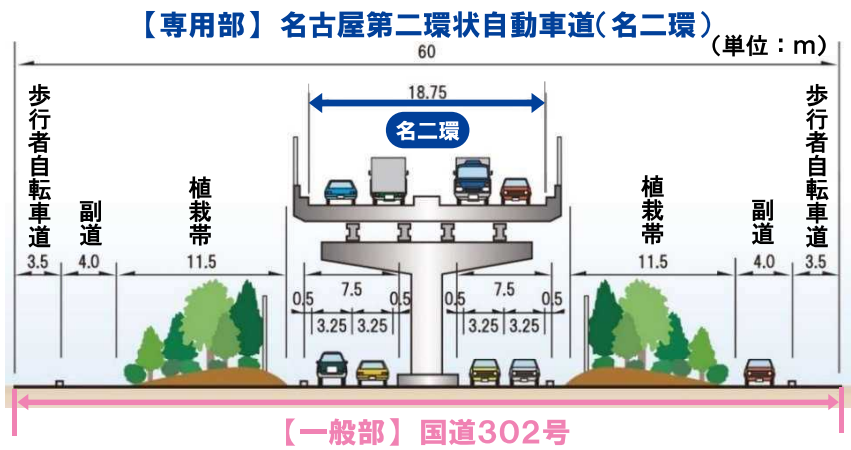 【専用部】名古屋第二環状自動車道(名二環)
(単位：m)
60
18.75
名二環
歩行者自転車道
副道
植栽帯
植栽帯
副道
歩行者自転車道
3.5
4.0
11.5
11.5
4.0
3.5
0.5
7.5
0.5
0.5
7.5
0.5
3.25
3.25
3.25
3.25
【一般部】国道302号